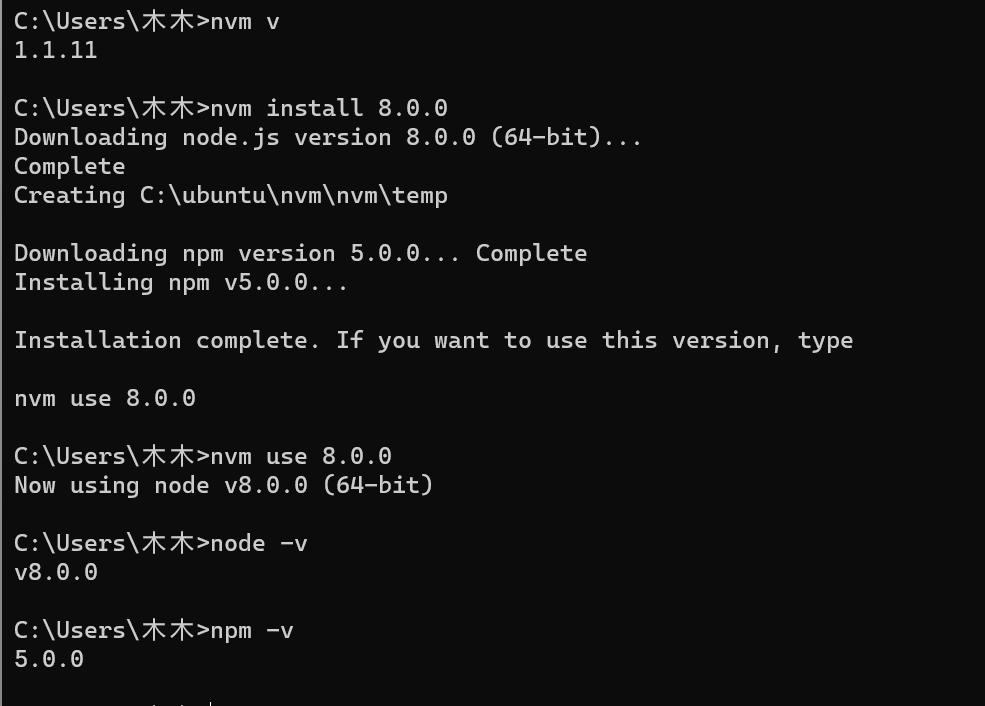 C:\Users\木木>nvm v
1.1.11
C:\Users\木木>nvm install 8.0.0
Downloading node.js version 8.0.0 (64-bit)...
Complete
Creating C:\ubuntu\nvm\nvm\temp
Downloading npm version 5.0.0... Complete
Installing npm v5.0.0...
Installation complete. If you want to use this version, type
nvm use 8.0.0
C:\Users\木木>nvm use 8.0.0
Now using node v8.0.0 (64-bit)
C:\Users\木木>node -v
v8.0.0
C:\Users\木木>npm -v
5.0.0